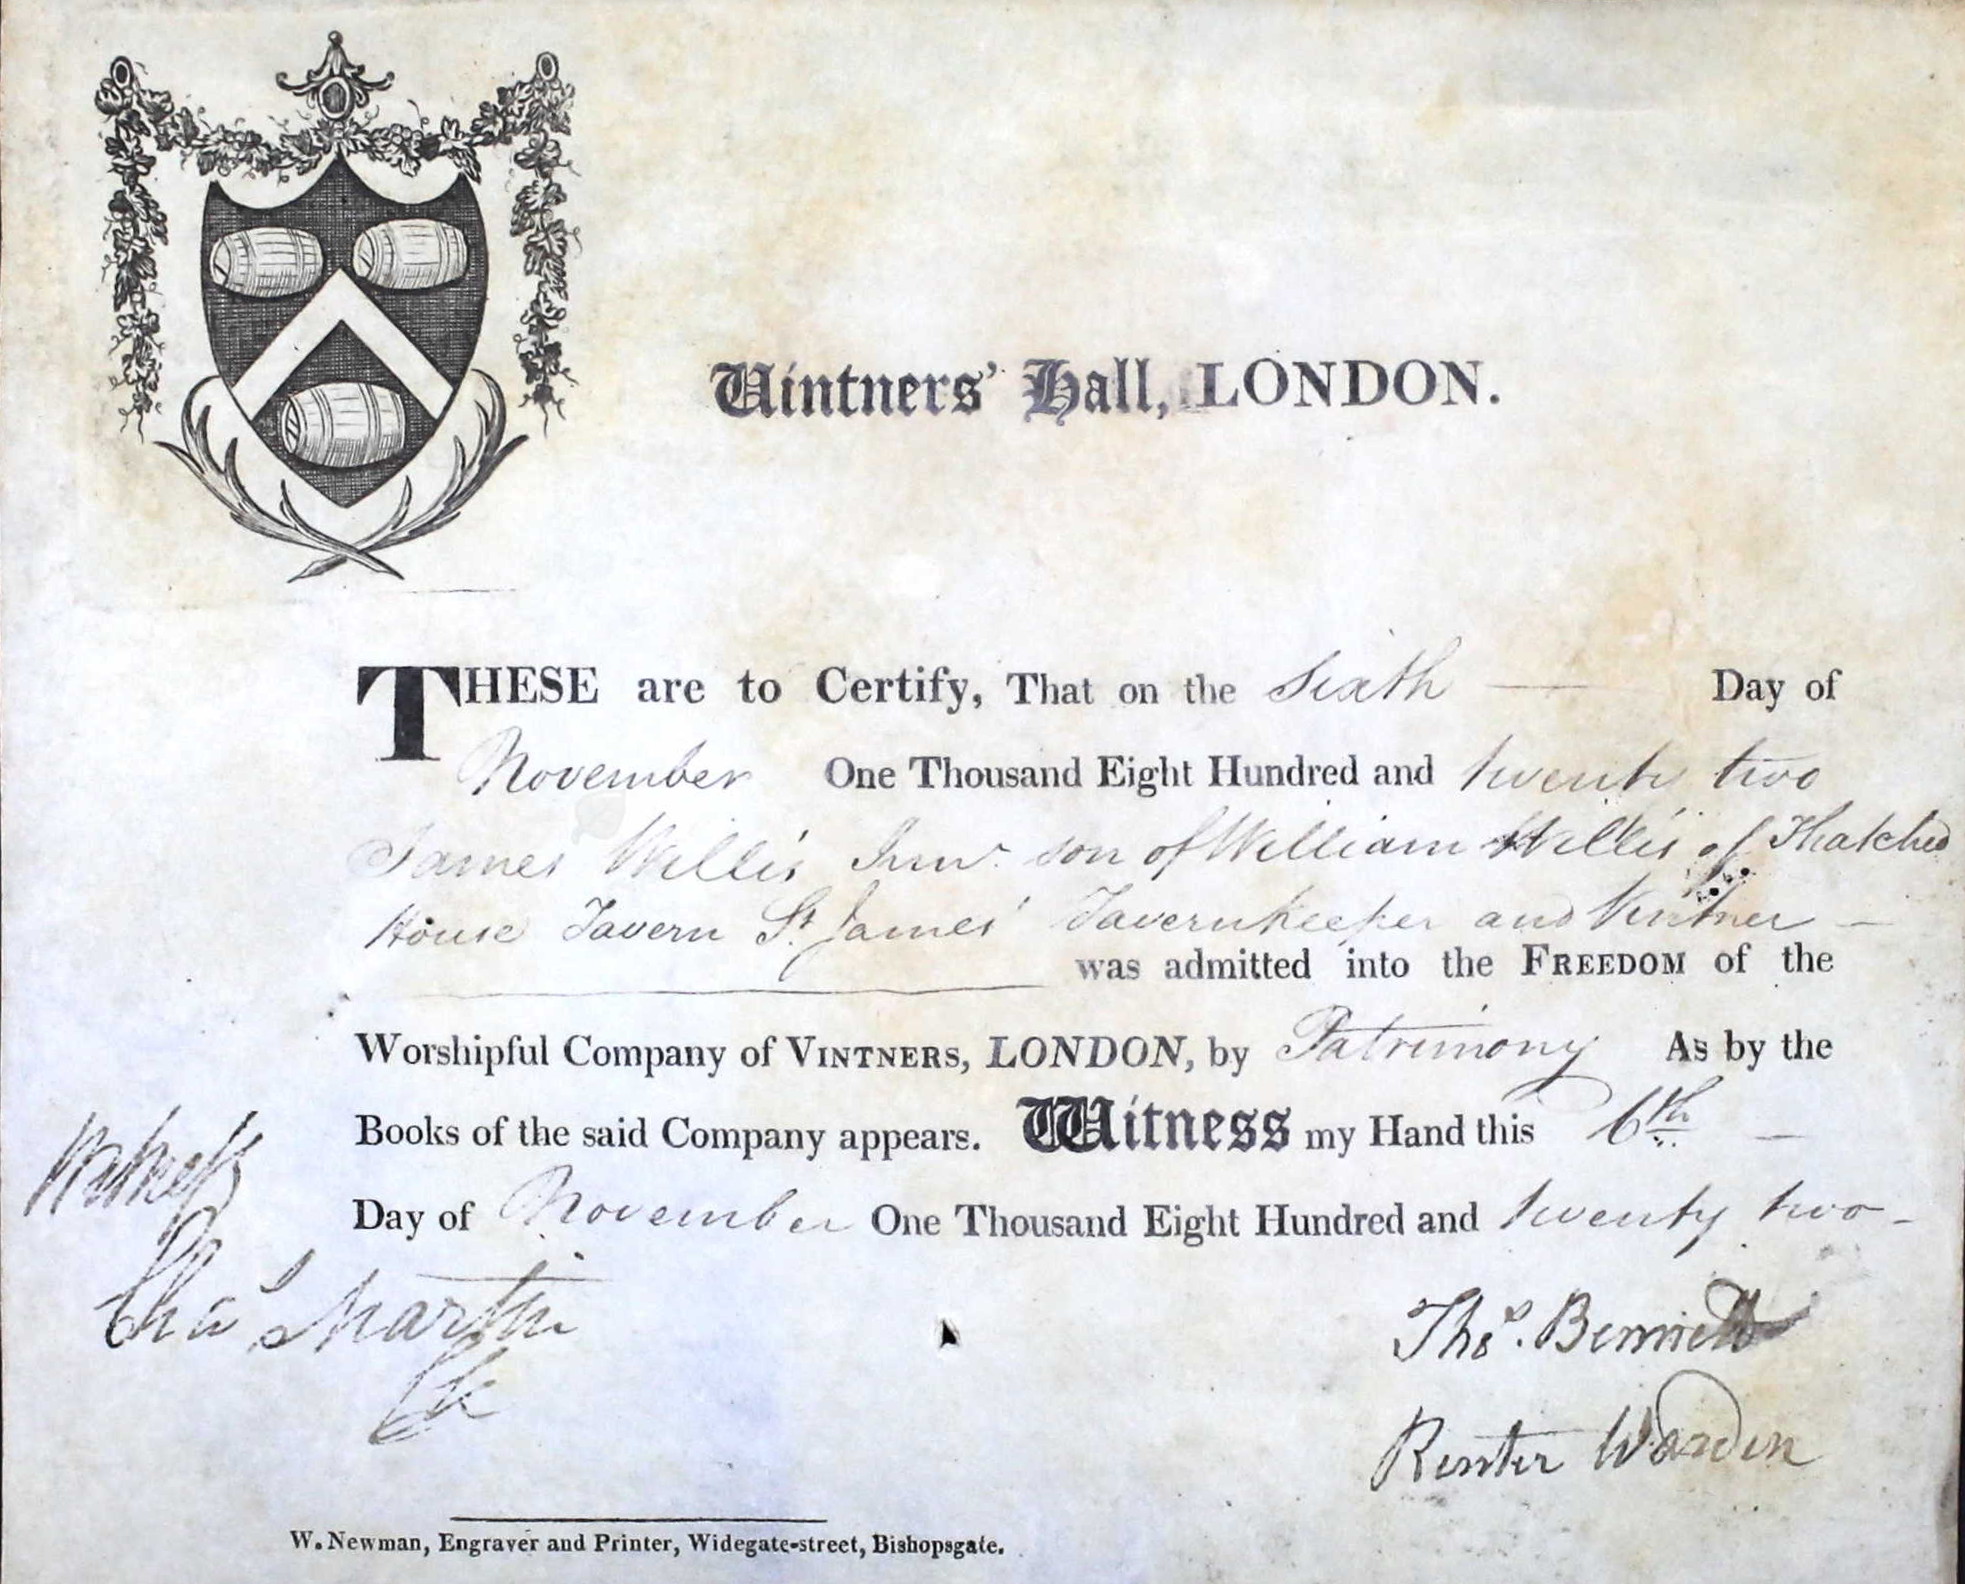 Vintners' Hall, LONDON.
THESE are to Certify, That on the Sixth — Day of
November One Thousand Eight Hundred and twenty two
James Willis Junr. son of William Willis of Thatched
House Tavern St. James' Tavernkeeper and Vintner —
was admitted into the FREEDOM of the
Worshipful Company of VINTNERS, LONDON, by Patrimony As by the
Books of the said Company appears. Witness my Hand this 6th —
Day of November One Thousand Eight Hundred and twenty two -
Witness
Chas Martin
Thos. Bennett
Renter Warden
W. Newman, Engraver and Printer, Widegate-street, Bishopsgate.